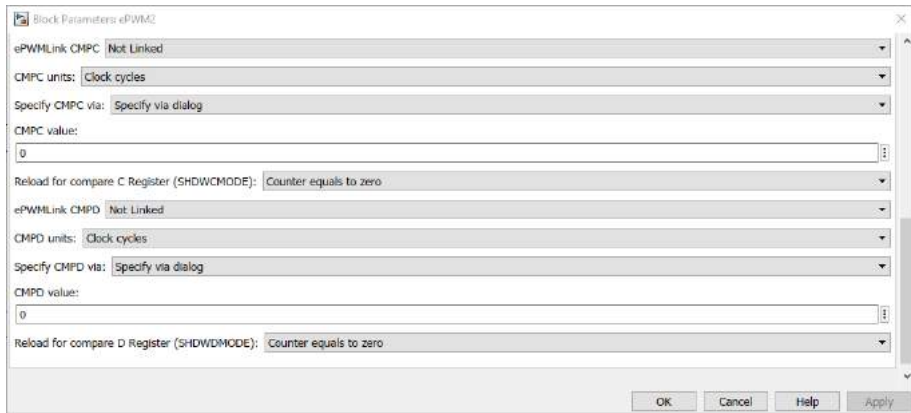 Block Parameters: ePWM2
ePWMLink CMPC Not Linked
CMPC units: Clock cycles
Specify CMPC via: Specify via dialog
CMPC value:
0
Reload for compare C Register (SHDWCMODE): Counter equals to zero
ePWMLink CMPD Not Linked
CMPD units: Clock cycles
Specify CMPD via: Specify via dialog
CMPD value:
0
Reload for compare D Register (SHDWDMODE): Counter equals to zero
OK Cancel Help Apply